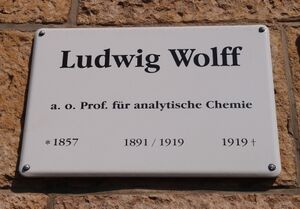 Ludwig Wolff
a. o. Prof. für analytische Chemie
* 1857 1891 / 1919 1919 †